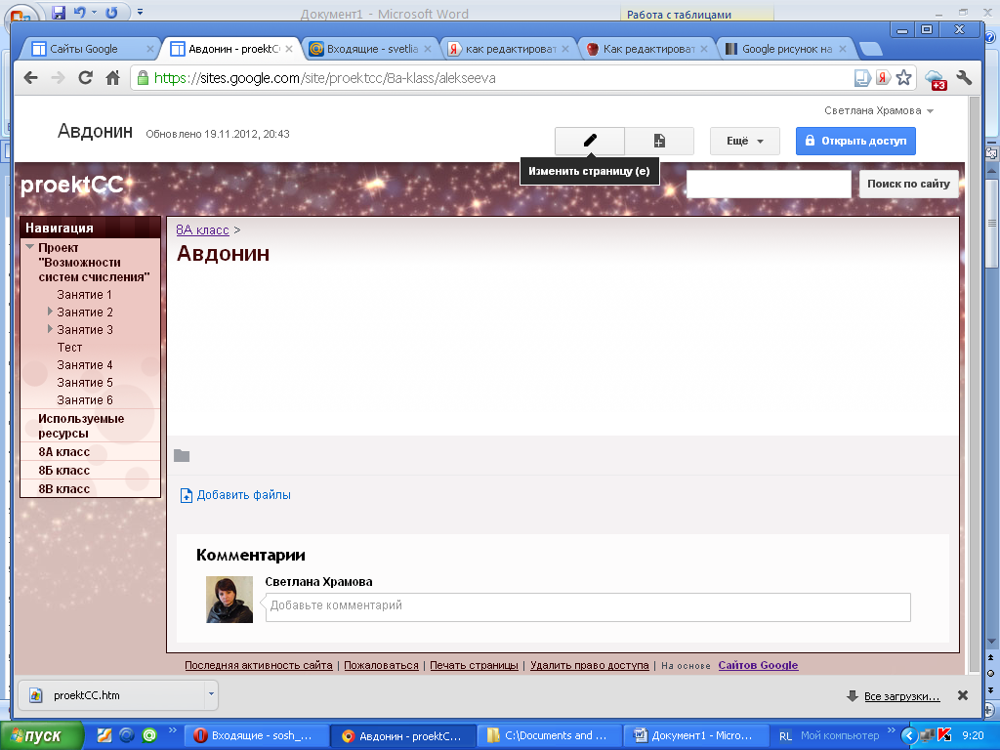 Документ1 - Microsoft Word
Работа с таблицами
Сайты Google
Авдонин - proektC
Входящие - svetlia
как редактироват
Как редактироват
Google рисунок на
https://sites.google.com/site/proektcc/8a-klass/alekseeva
+3
Светлана Храмова
Авдонин Обновлено 19.11.2012, 20:43
Ещё
Открыть доступ
Изменить страницу (e)
proektCC
Поиск по сайту
Навигация
Проект
"Возможности
систем счисления"
Занятие 1
Занятие 2
Занятие 3
Тест
Занятие 4
Занятие 5
Занятие 6
Используемые
ресурсы
8А класс
8Б класс
8В класс
8А класс >
Авдонин
Добавить файлы
Комментарии
Светлана Храмова
Добавьте комментарий
Последняя активность сайта | Пожаловаться | Печать страницы | Удалить право доступа | На основе Сайтов Google
proektCC.htm
Все загрузки...
пуск
Входящие - sosh_...
Авдонин - proektC...
C:\Documents and ...
Документ1 - Micro...
RL
Мой компьютер
9:20